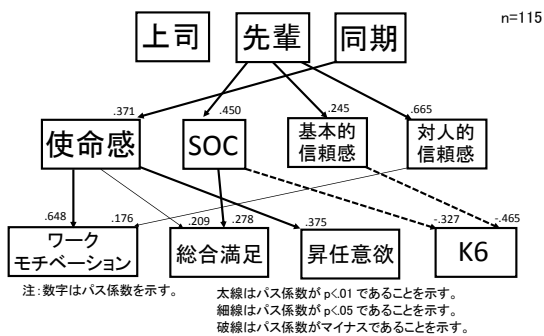 n=115
上司 先輩 同期
.371 .450 .245 .665
使命感 SOC 基本的
信頼感 対人的
信頼感
.648 .176 .209 .278 .375 -.327 -.465
ワーク
モチベーション 総合満足 昇任意欲 K6
注:数字はパス係数を示す。
太線はパス係数が p<.01 であることを示す。
細線はパス係数が p<.05 であることを示す。
破線はパス係数がマイナスであることを示す。